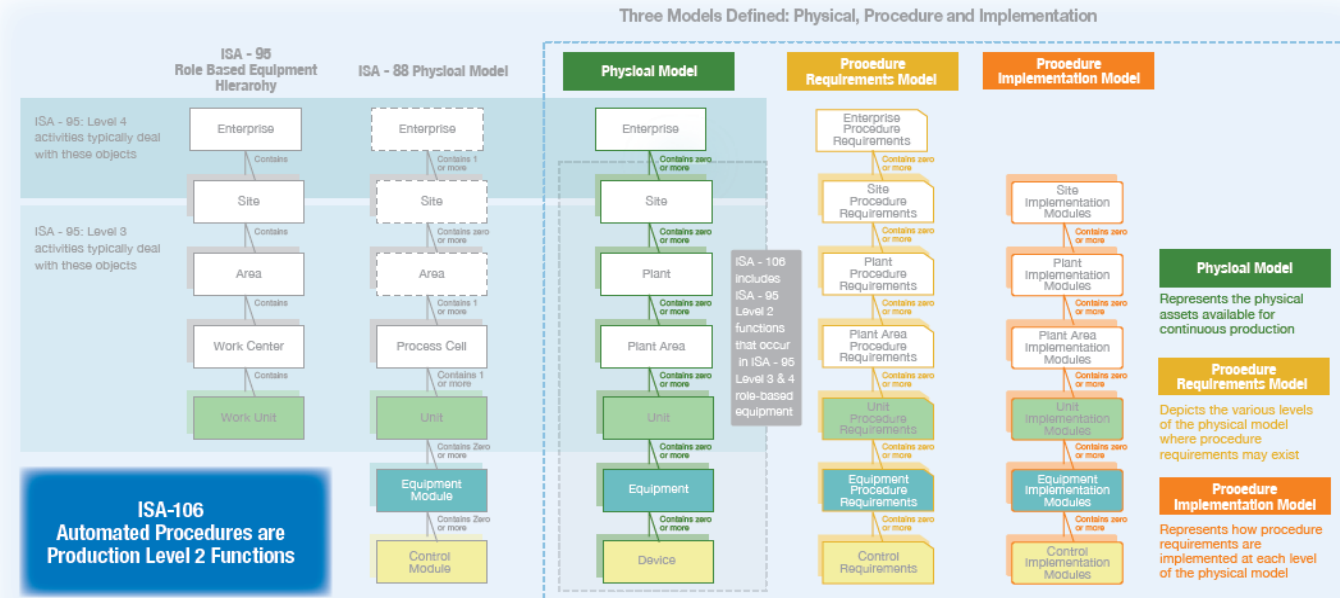 Three Models Defined: Physical, Procedure and Implementation
ISA - 95
Role Based Equipment
Hierarchy
ISA - 88 Physical Model
Physical Model
Procedure
Requirements Model
Procedure
Implementation Model
ISA - 95: Level 4
activities typically deal
with these objects
ISA - 95: Level 3
activities typically deal
with these objects
Enterprise
Contains
Site
Contains
Area
Contains
Work Center
Contains
Work Unit
Enterprise
Contains 1
or more
Site
Contains zero
or more
Area
Contains 1
or more
Process Cell
Contains 1
or more
Unit
Contains Zero
or more
Equipment
Module
Contains Zero
or more
Control
Module
Enterprise
Contains zero
or more
Site
Contains zero
or more
Plant
Contains zero
or more
Plant Area
Contains zero
or more
Unit
Contains zero
or more
Equipment
Contains zero
or more
Device
ISA - 106
includes
ISA - 95
Level 2
functions
that occur
in ISA - 95
Level 3 & 4
role-based
equipment
Enterprise
Procedure
Requirements
Contains zero
or more
Site
Procedure
Requirements
Contains zero
or more
Plant
Procedure
Requirements
Contains zero
or more
Plant Area
Procedure
Requirements
Contains zero
or more
Unit
Procedure
Requirements
Contains zero
or more
Equipment
Procedure
Requirements
Contains zero
or more
Control
Requirements
Site
Implementation
Modules
Contains zero
or more
Plant
Implementation
Modules
Contains zero
or more
Plant Area
Implementation
Modules
Contains zero
or more
Unit
Implementation
Modules
Contains zero
or more
Equipment
Implementation
Modules
Contains zero
or more
Control
Implementation
Modules
Physical Model
Represents the physical
assets available for
continuous production
Procedure
Requirements Model
Depicts the various levels
of the physical model
where procedure
requirements may exist
Procedure
Implementation Model
Represents how procedure
requirements are
implemented at each level
of the physical model
ISA-106
Automated Procedures are
Production Level 2 Functions